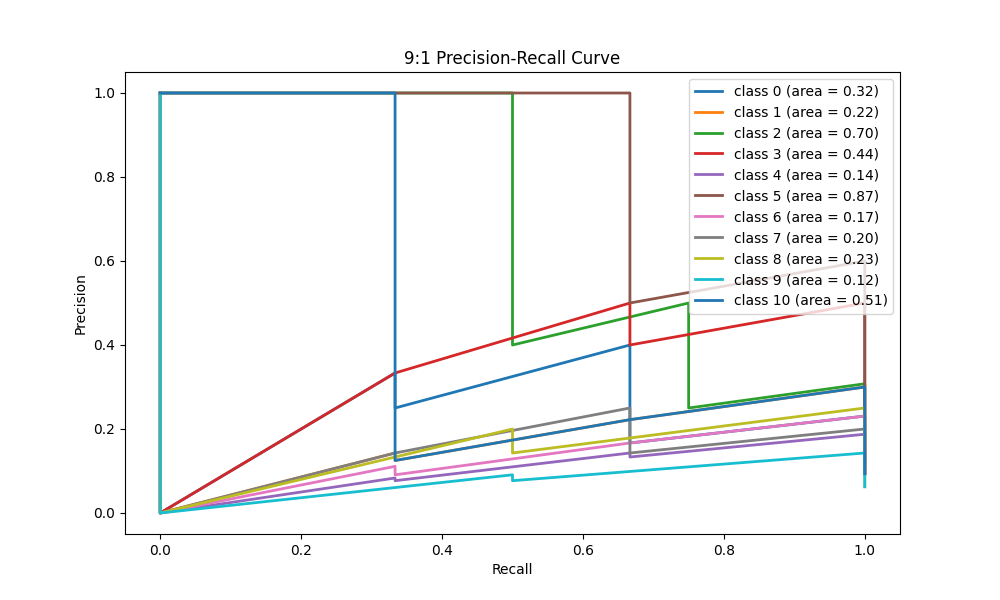 9:1 Precision-Recall Curve
Precision
1.0
0.8
0.6
0.4
0.2
0.0
0.0 0.2 0.4 0.6 0.8 1.0
Recall
class 0 (area = 0.32)
class 1 (area = 0.22)
class 2 (area = 0.70)
class 3 (area = 0.44)
class 4 (area = 0.14)
class 5 (area = 0.87)
class 6 (area = 0.17)
class 7 (area = 0.20)
class 8 (area = 0.23)
class 9 (area = 0.12)
class 10 (area = 0.51)